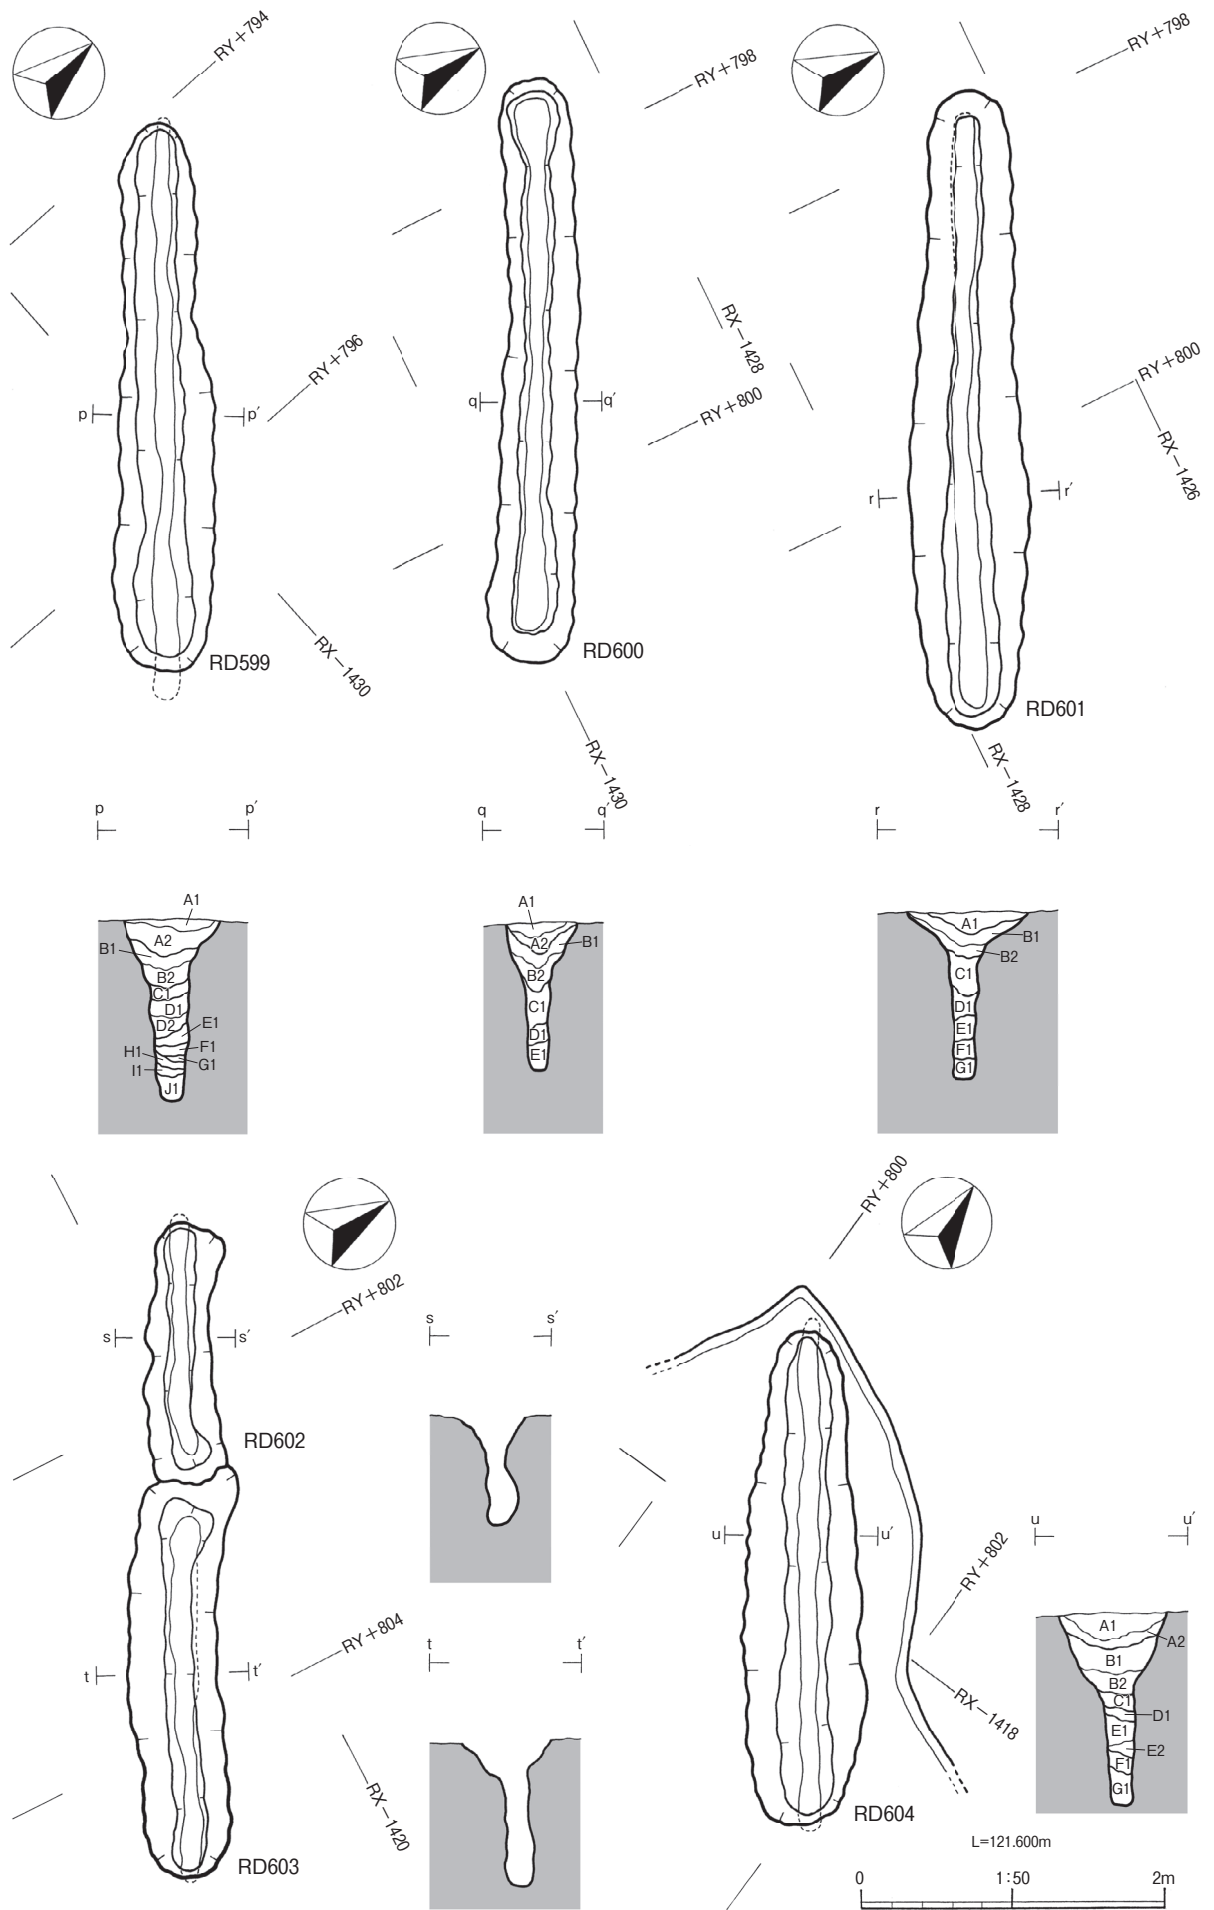 RY+794
RY+798
RY+798
RY+796
RX−1428
RY+800
RY+800
RX−1426
p p′
q q′
r r′
RD599
RX−1430
RD600
RX−1430
RD601
RX−1428
p p′
q q′
r r′
A1
A2
B1
B2
C1
D1
D2
E1
F1
H1
G1
I1
J1
A1
A2
B1
B2
C1
D1
E1
A1
B1
B2
C1
D1
E1
F1
G1
RY+802
RY+800
s s′
s s′
RD602
t t′
RY+804
t t′
RX−1420
RD603
u u′
RY+802
RX−1418
RD604
u u′
A1
A2
B1
B2
C1
D1
E1
E2
F1
G1
L=121.600m
0 1:50 2m